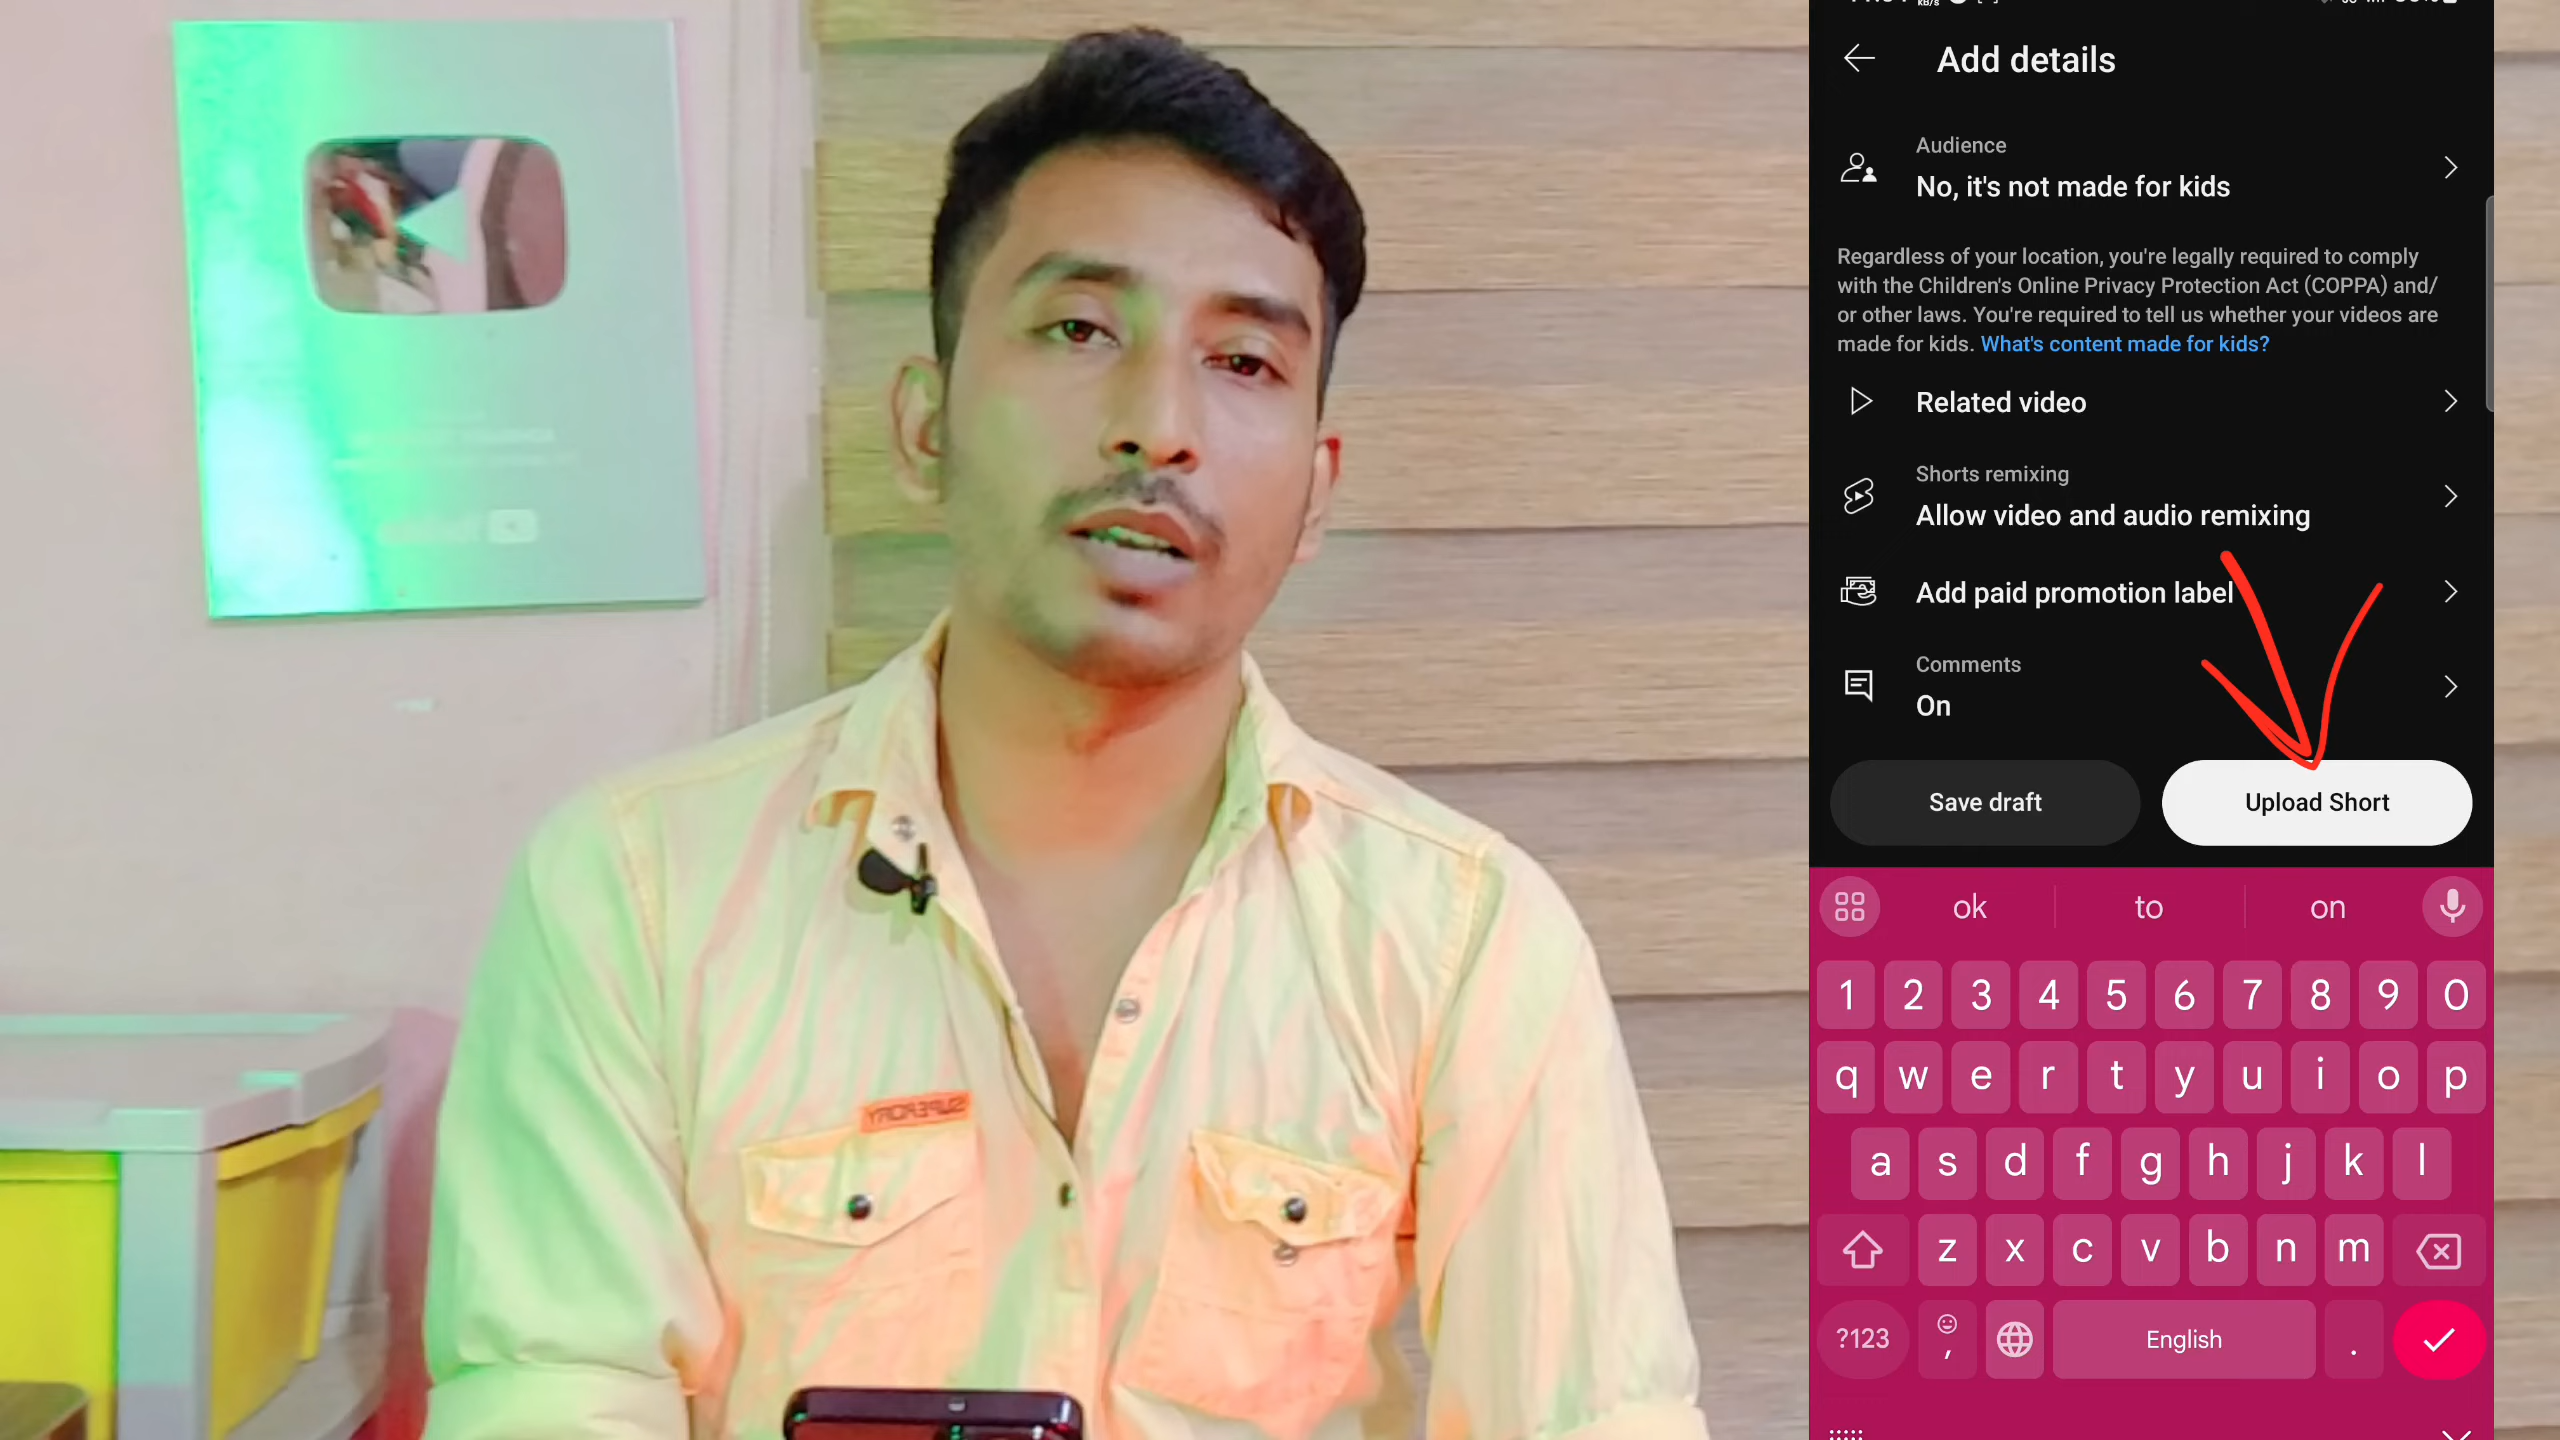 Add details
Audience
No, it's not made for kids
Regardless of your location, you're legally required to comply
with the Children's Online Privacy Protection Act (COPPA) and/
or other laws. You're required to tell us whether your videos are
made for kids. What's content made for kids?
Related video
Shorts remixing
Allow video and audio remixing
Add paid promotion label
Comments
On
Save draft
Upload Short
ok to on
1 2 3 4 5 6 7 8 9 0
q w e r t y u i o p
a s d f g h j k l
z x c v b n m
?123 , English .
SUPERDRY